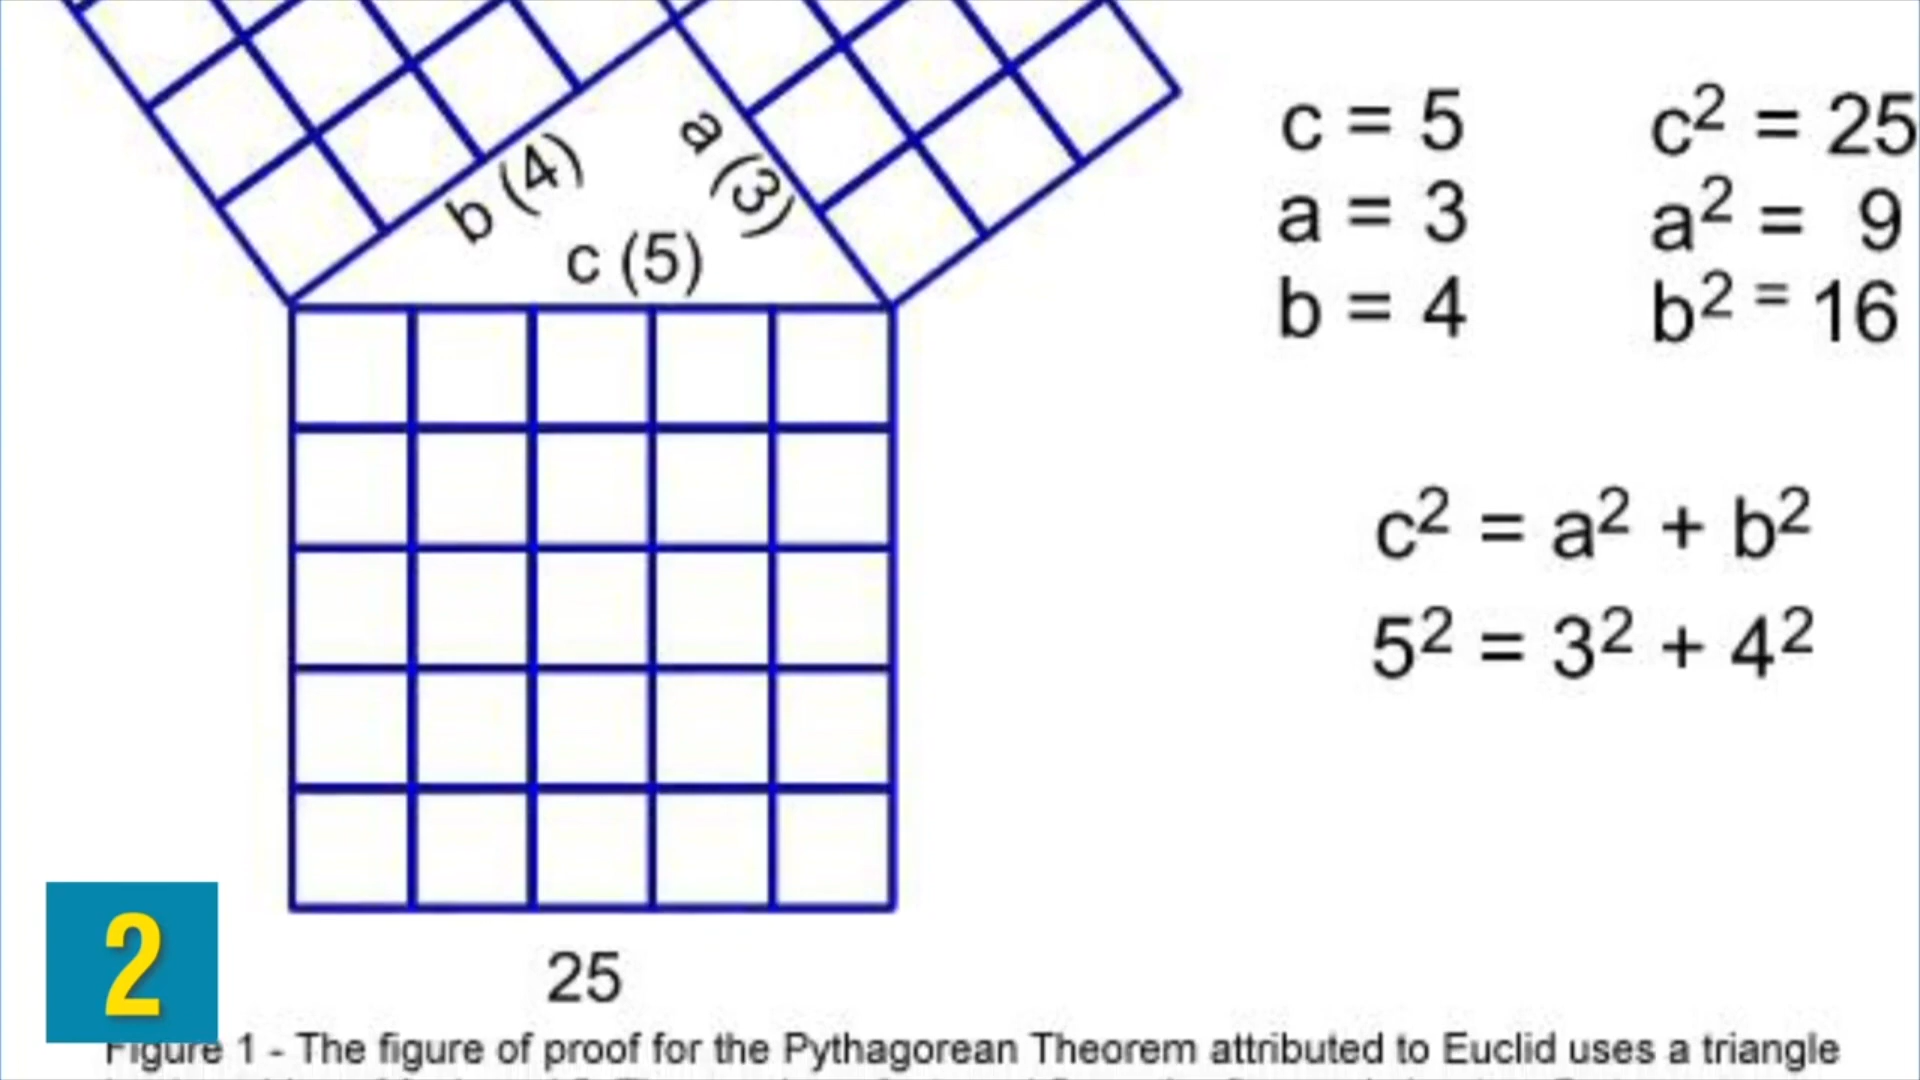 b (4)
a (3)
c (5)
c = 5
a = 3
b = 4
c² = 25
a² = 9
b² = 16
c² = a² + b²
5² = 3² + 4²
25
2
Figure 1 - The figure of proof for the Pythagorean Theorem attributed to Euclid uses a triangle